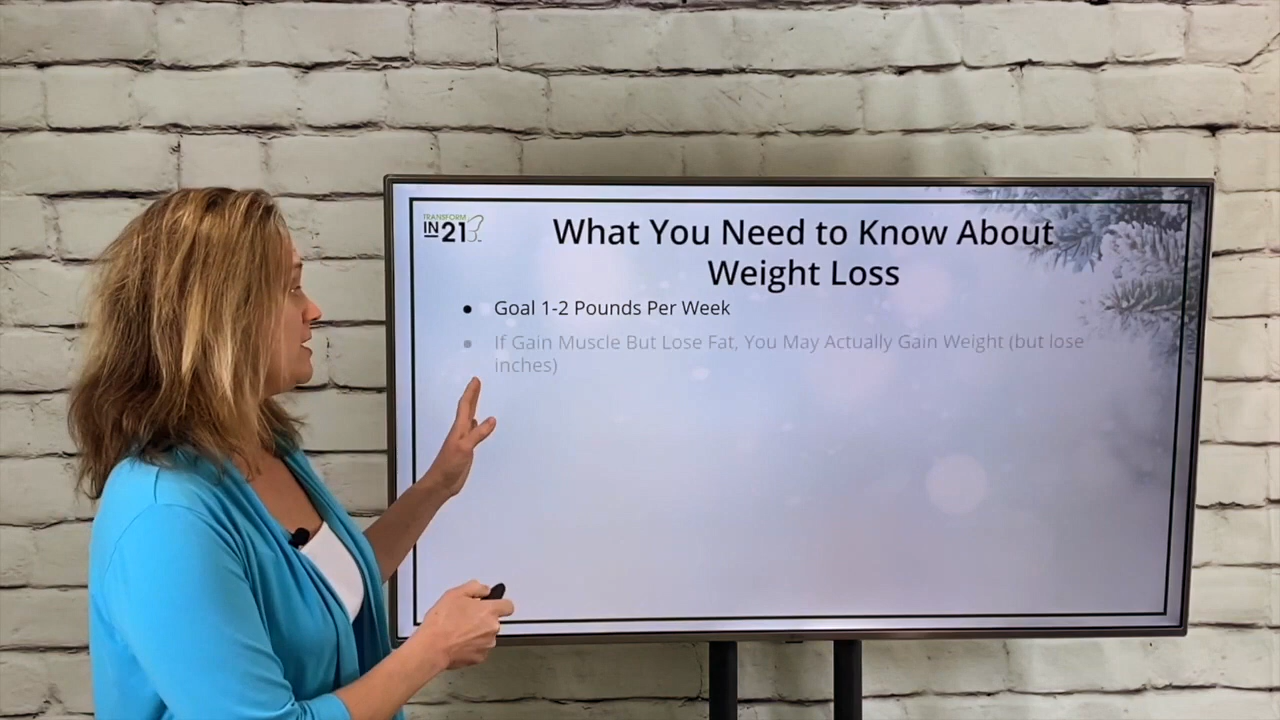 TRANSFORM
IN 21
What You Need to Know About
Weight Loss
● Goal 1-2 Pounds Per Week
● If Gain Muscle But Lose Fat, You May Actually Gain Weight (but lose
inches)